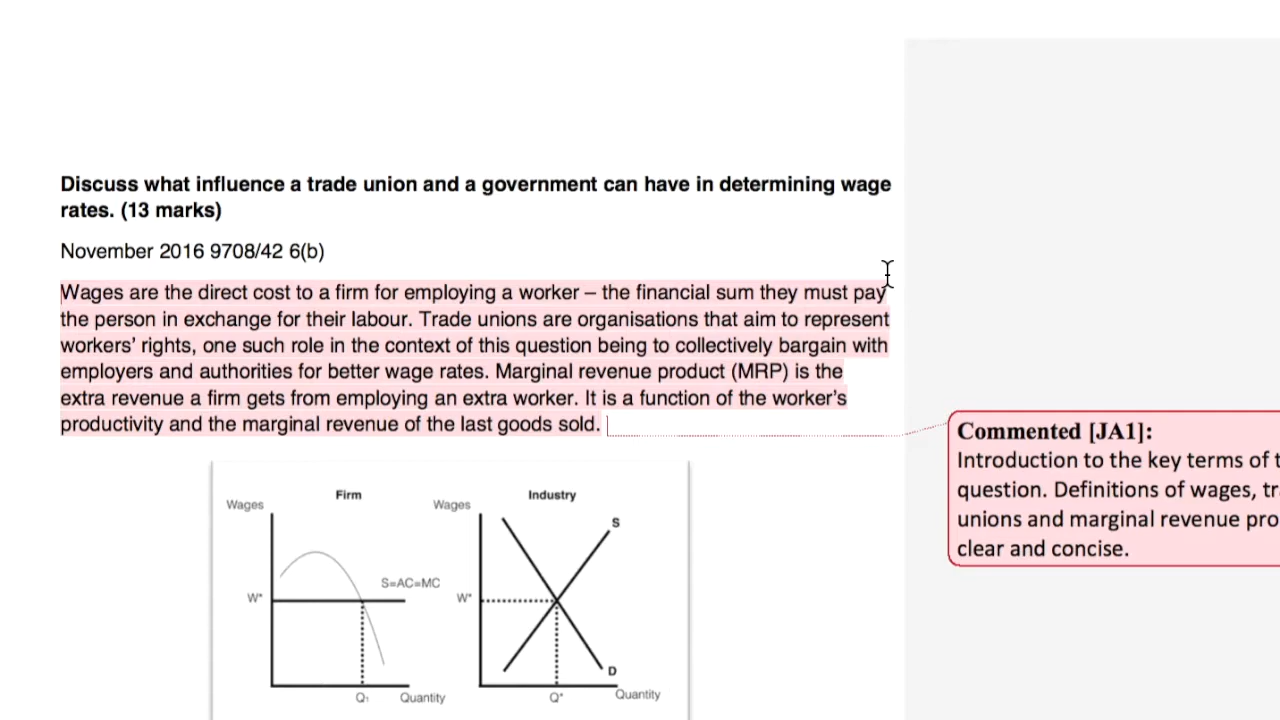 Discuss what influence a trade union and a government can have in determining wage
rates. (13 marks)
November 2016 9708/42 6(b)
Wages are the direct cost to a firm for employing a worker – the financial sum they must pay
the person in exchange for their labour. Trade unions are organisations that aim to represent
workers’ rights, one such role in the context of this question being to collectively bargain with
employers and authorities for better wage rates. Marginal revenue product (MRP) is the
extra revenue a firm gets from employing an extra worker. It is a function of the worker’s
productivity and the marginal revenue of the last goods sold.
Commented [JA1]:
Introduction to the key terms of t
question. Definitions of wages, tr
unions and marginal revenue pro
clear and concise.
Firm
Wages
S=AC=MC
W*
Q1
Quantity
Industry
Wages
S
W*
D
Q*
Quantity